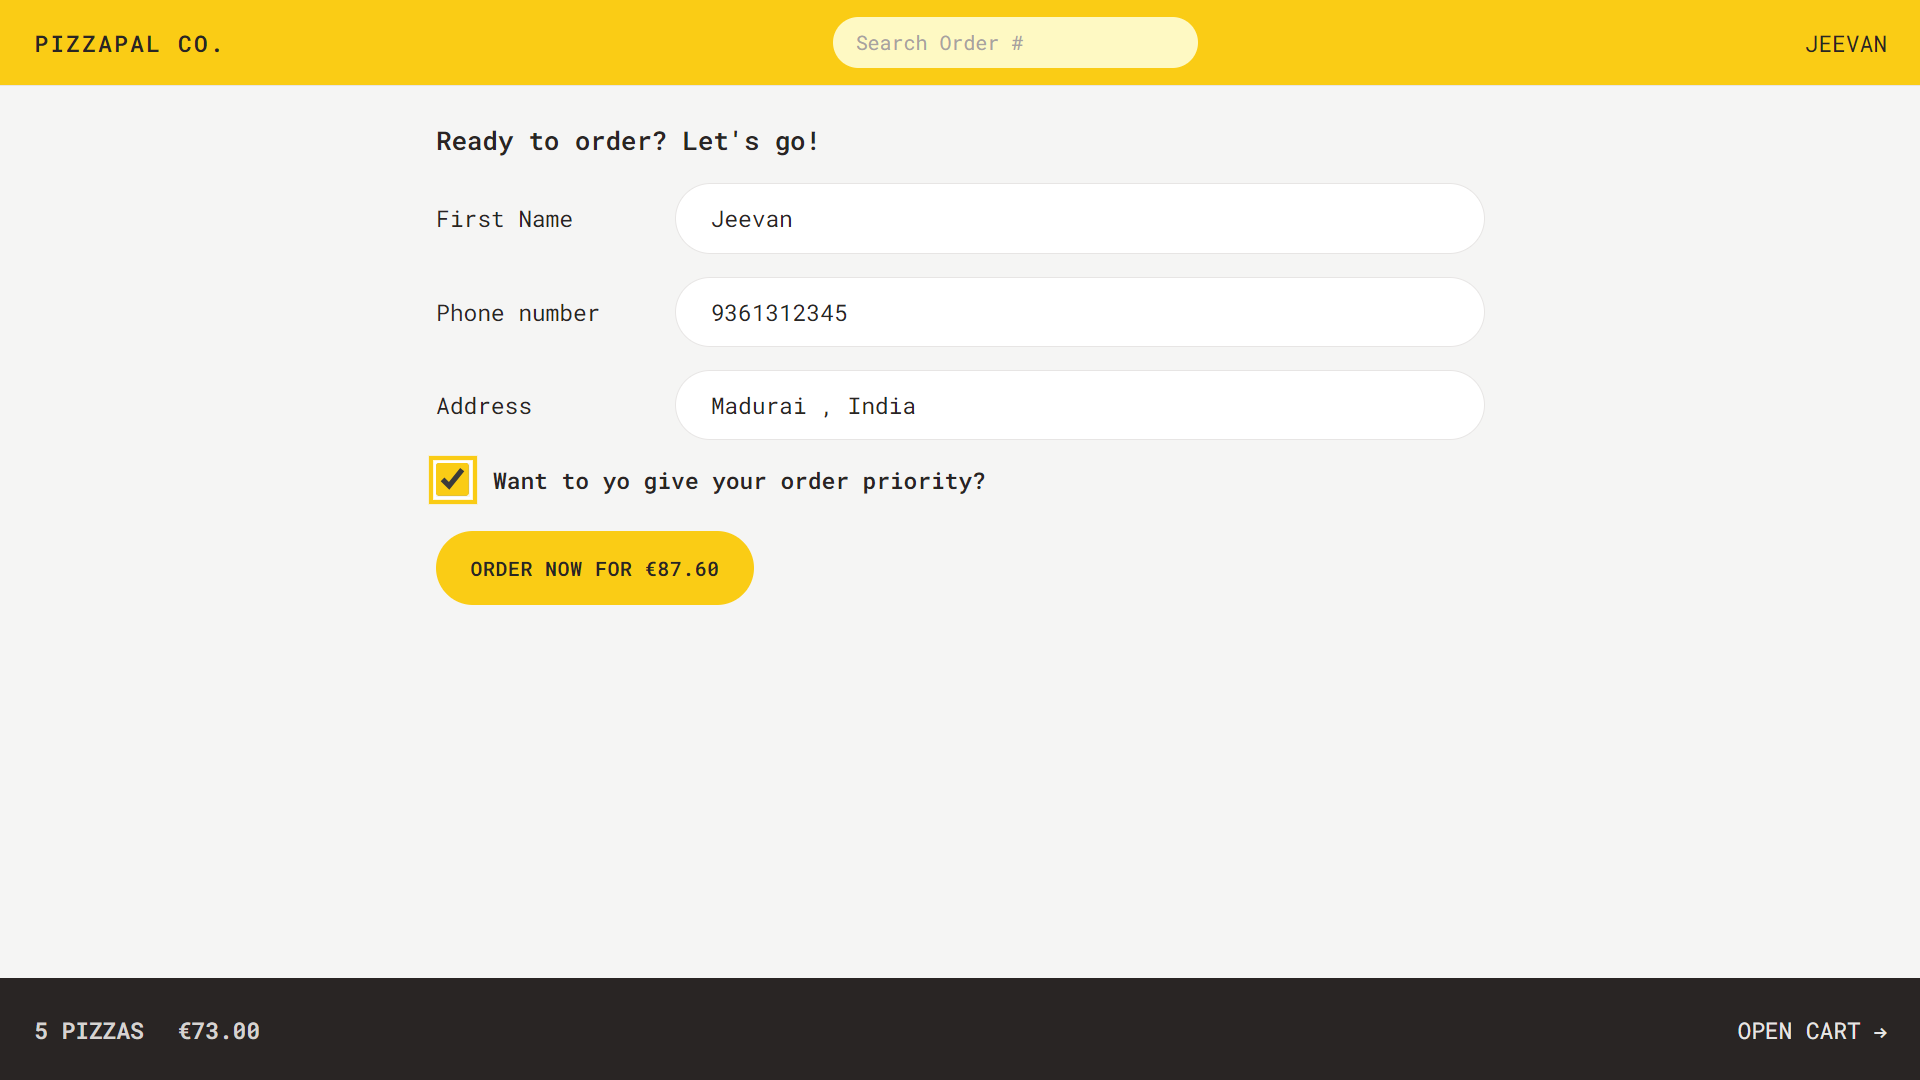 PIZZAPAL CO.
Search Order #
JEEVAN
Ready to order? Let's go!
First Name
Jeevan
Phone number
9361312345
Address
Madurai , India
Want to yo give your order priority?
ORDER NOW FOR €87.60
5 PIZZAS €73.00
OPEN CART →